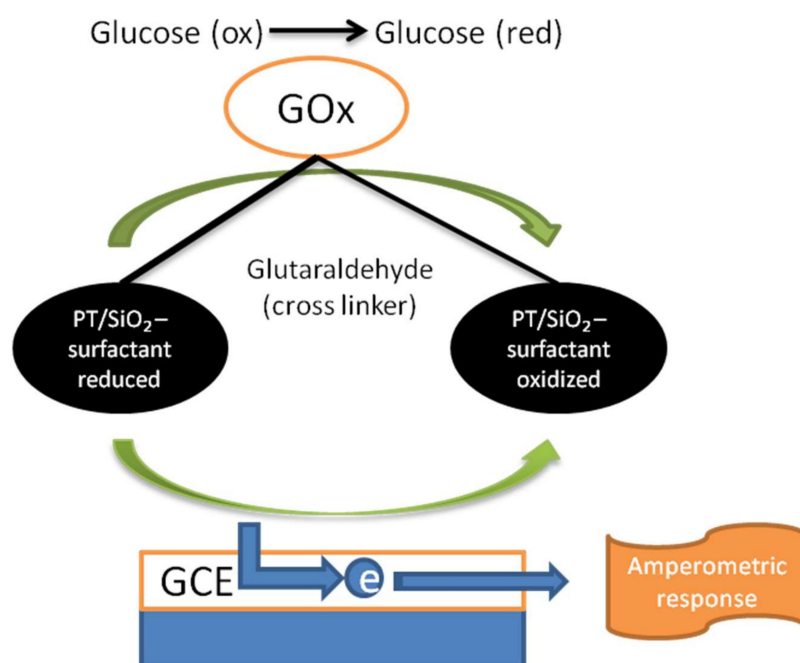 Glucose (ox) → Glucose (red)
GOx
Glutaraldehyde
(cross linker)
PT/SiO₂–
surfactant
reduced
PT/SiO₂–
surfactant
oxidized
GCE
e
Amperometric
response